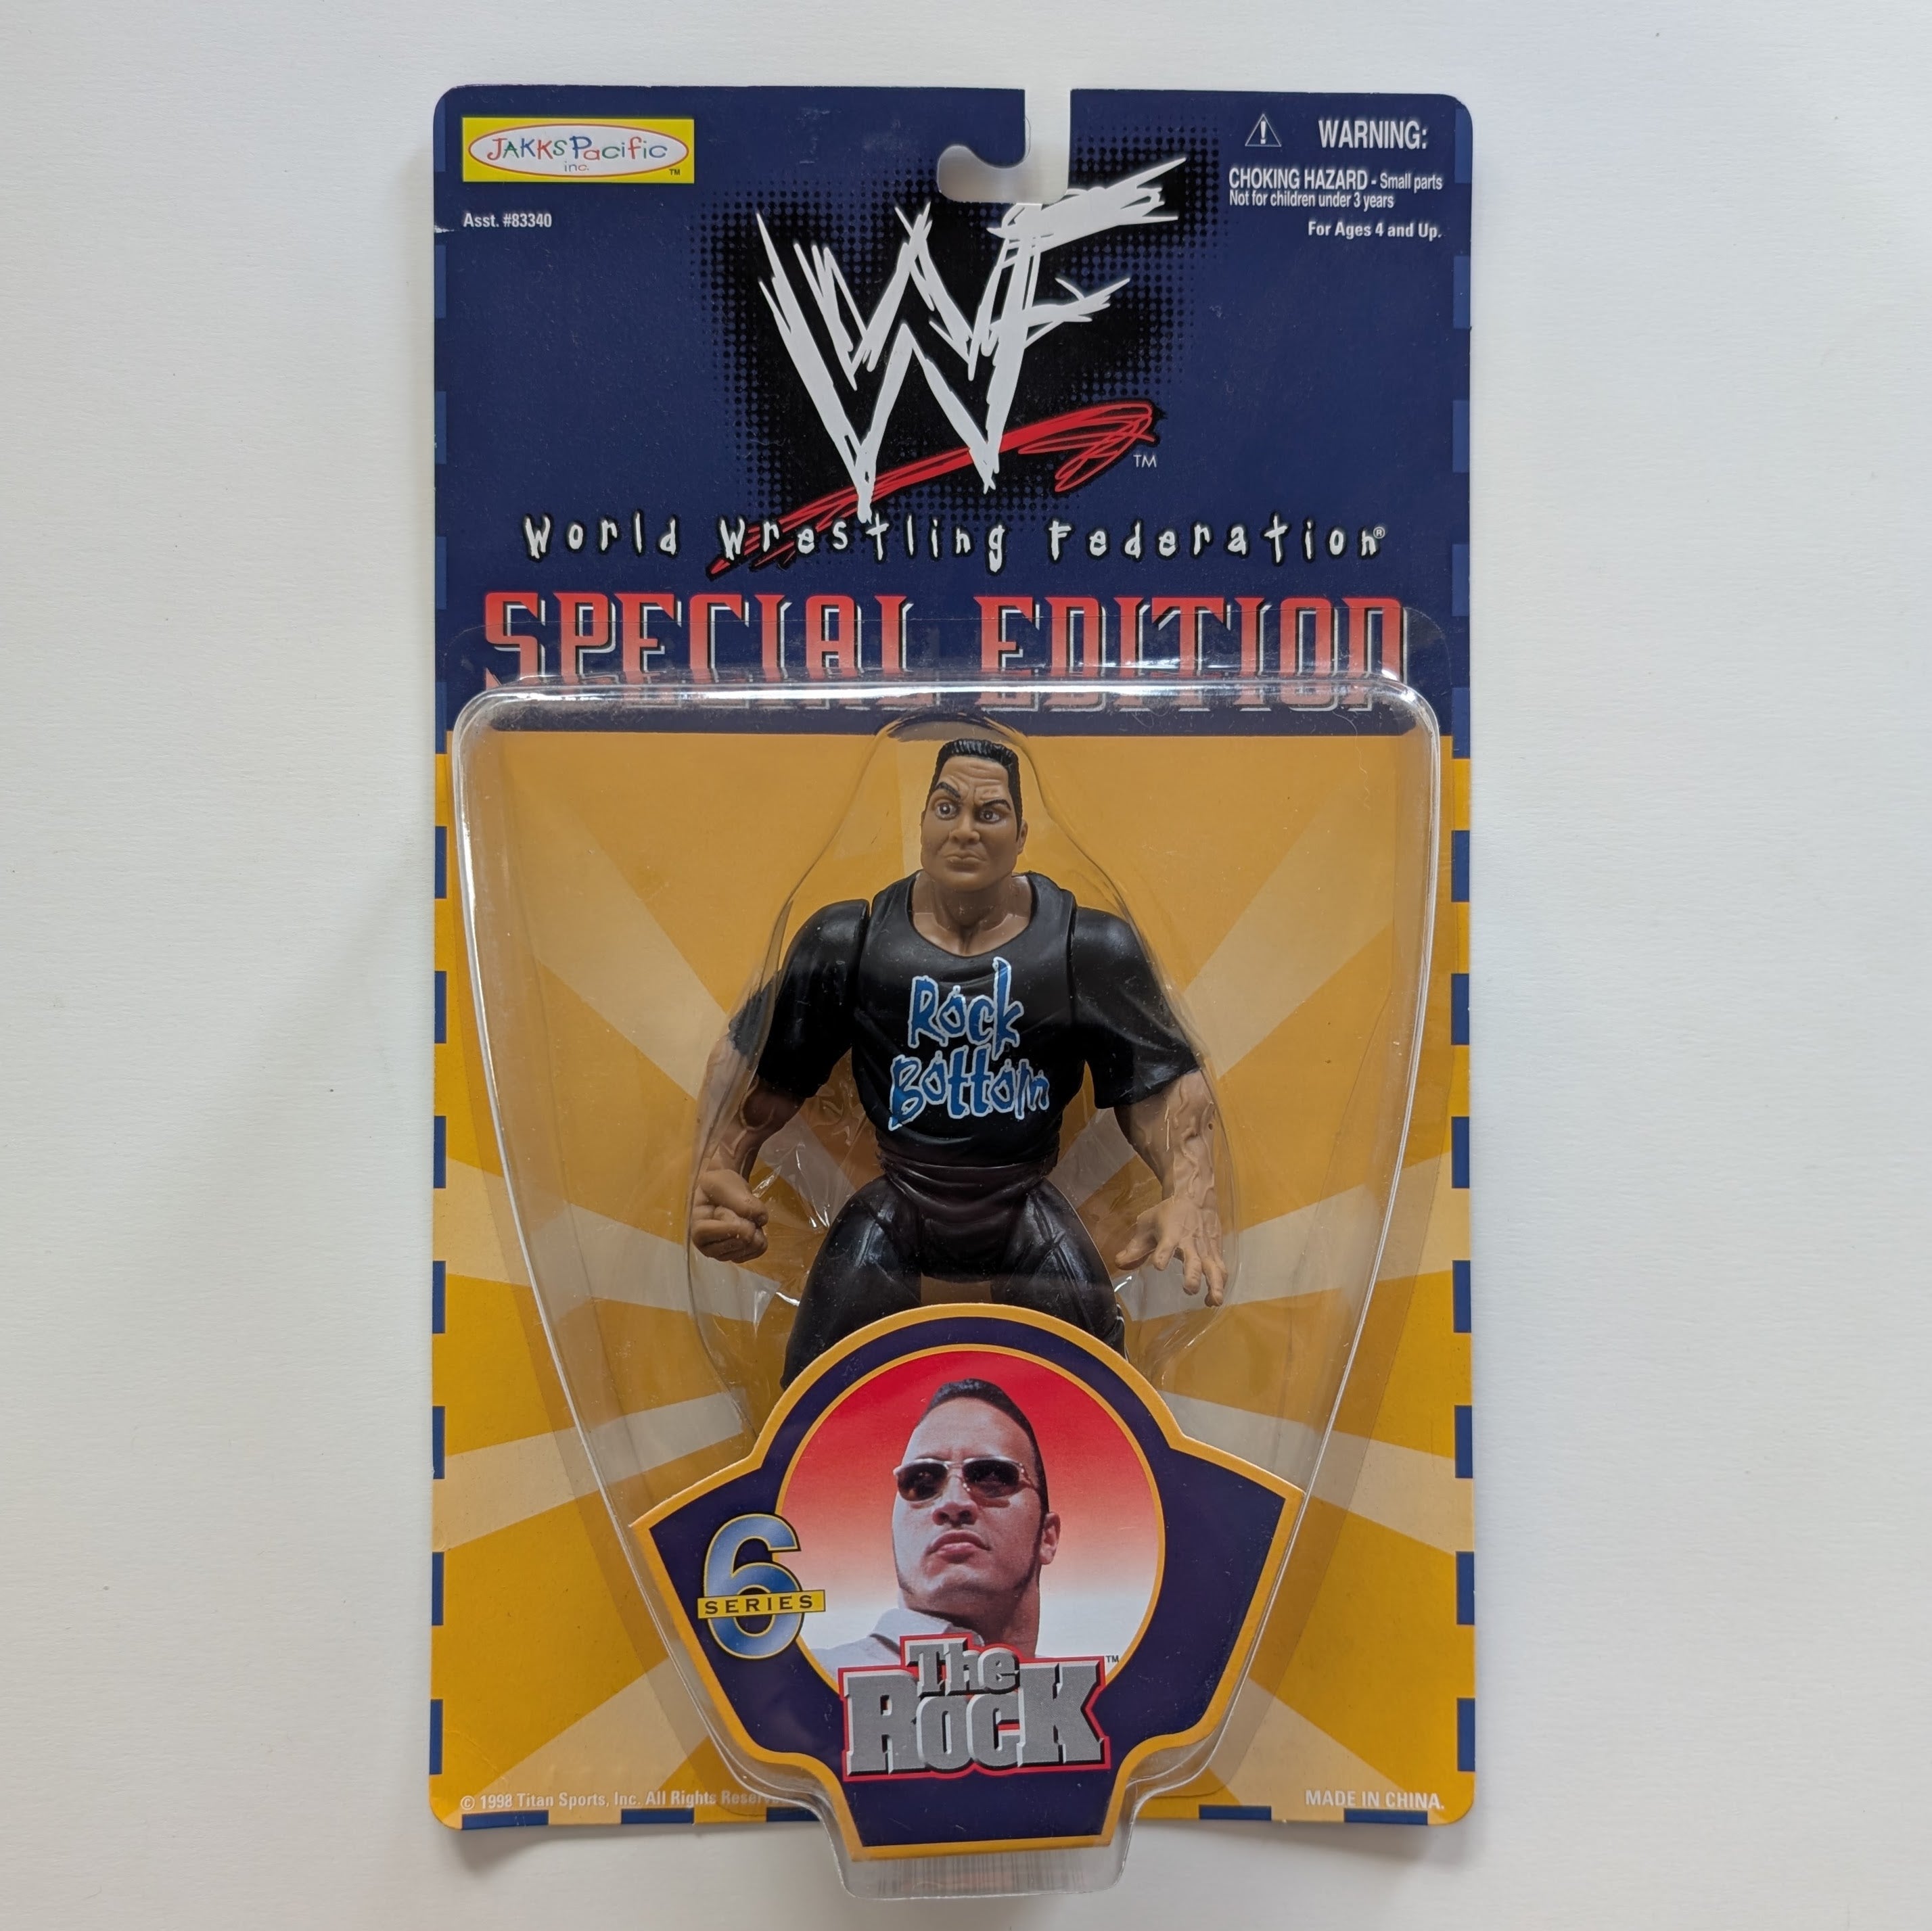 JAKKS Pacific
inc.
TM
Asst. #83340
WARNING:
CHOKING HAZARD - Small parts
Not for children under 3 years
For Ages 4 and Up.
WWF
TM
World Wrestling Federation®
SPECIAL EDITION
Rock
Bottom
6
SERIES
The
ROCK
TM
© 1998 Titan Sports, Inc. All Rights
MADE IN CHINA.